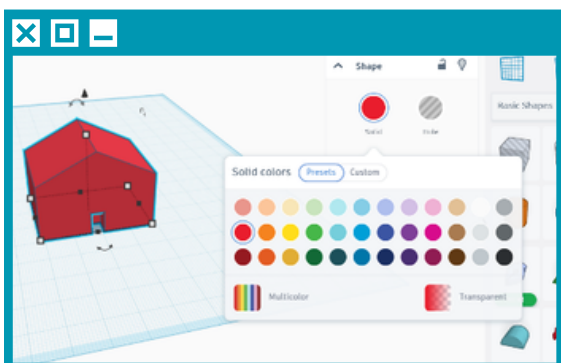 Shape
Basic Shapes
Solid
Hole
Solid colors
Presets
Custom
Multicolor
Transparent